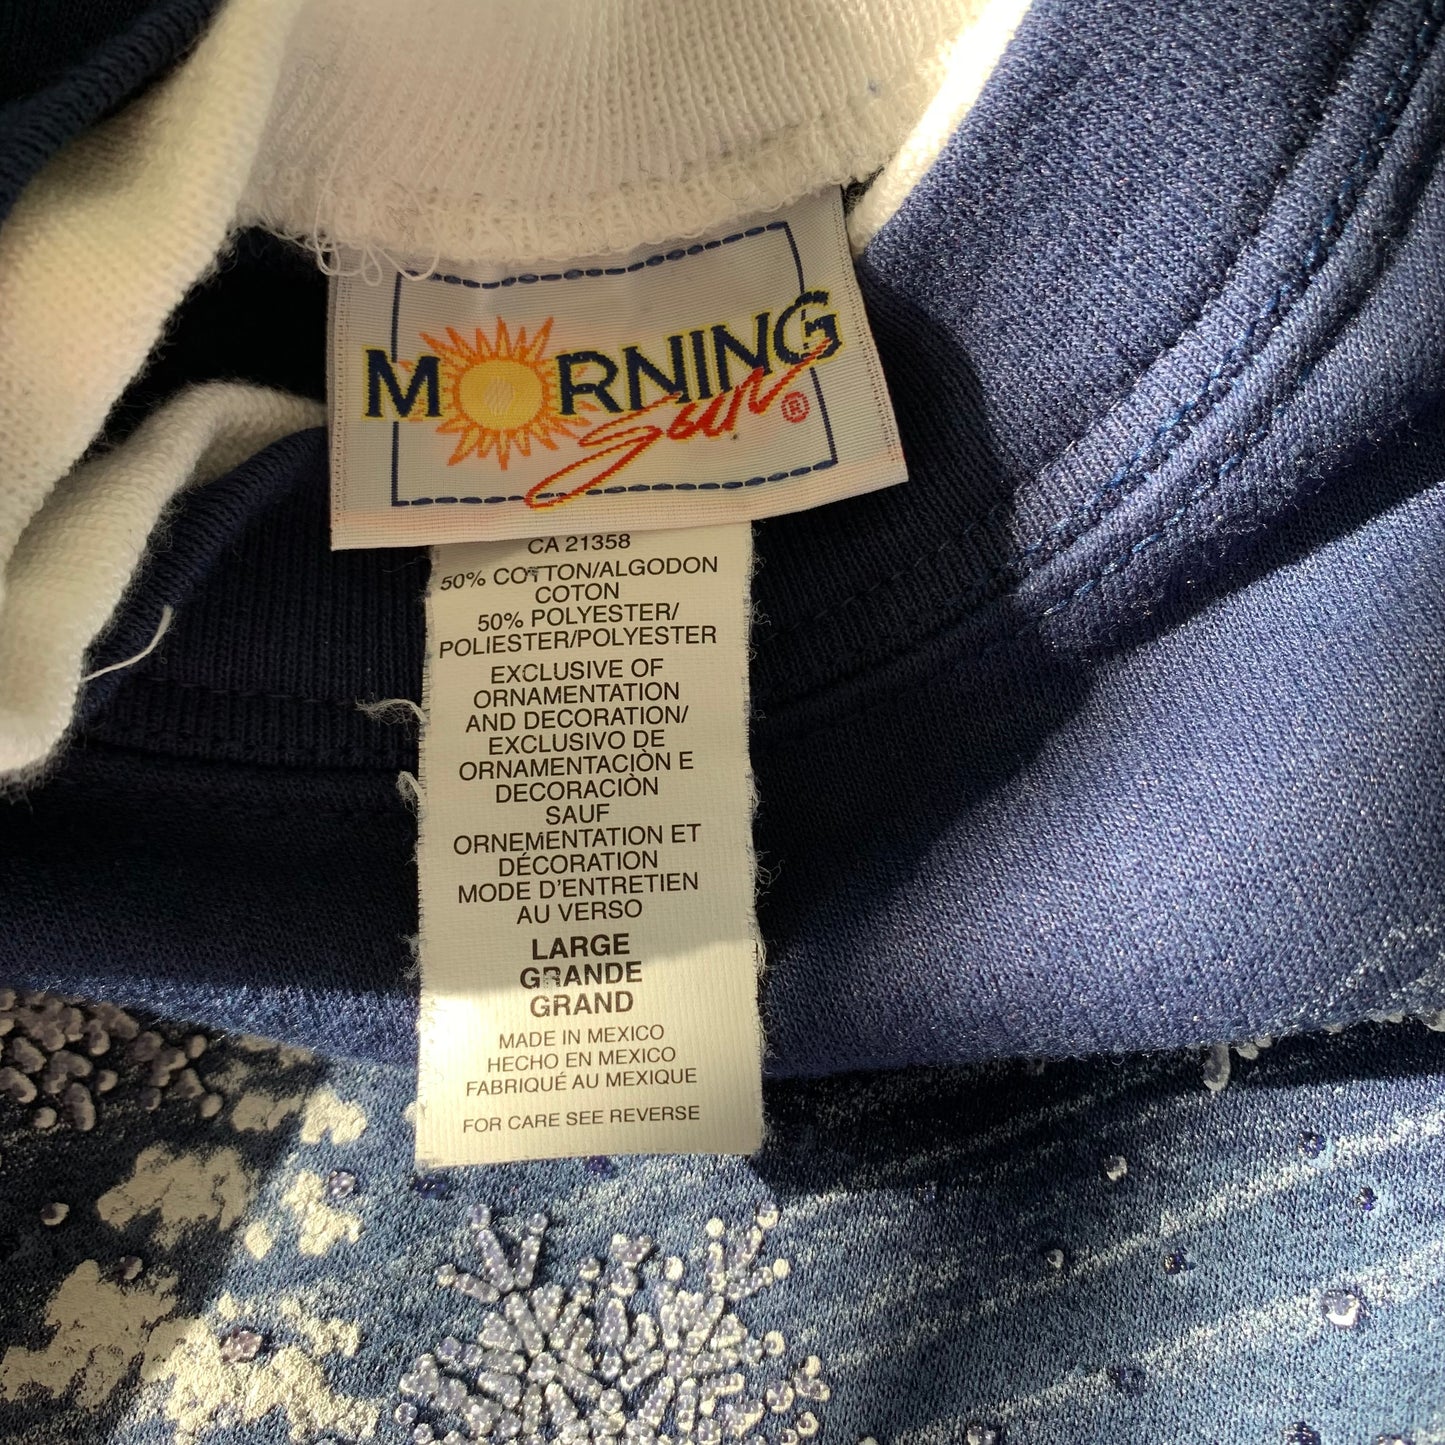 MORNING
Sun ®
CA 21358
50% COTTON/ALGODON
COTON
50% POLYESTER/
POLIESTER/POLYESTER
EXCLUSIVE OF
ORNAMENTATION
AND DECORATION/
EXCLUSIVO DE
ORNAMENTACIÒN E
DECORACIÒN
SAUF
ORNEMENTATION ET
DÉCORATION
MODE D'ENTRETIEN
AU VERSO
LARGE
GRANDE
GRAND
MADE IN MEXICO
HECHO EN MEXICO
FABRIQUÉ AU MEXIQUE
FOR CARE SEE REVERSE